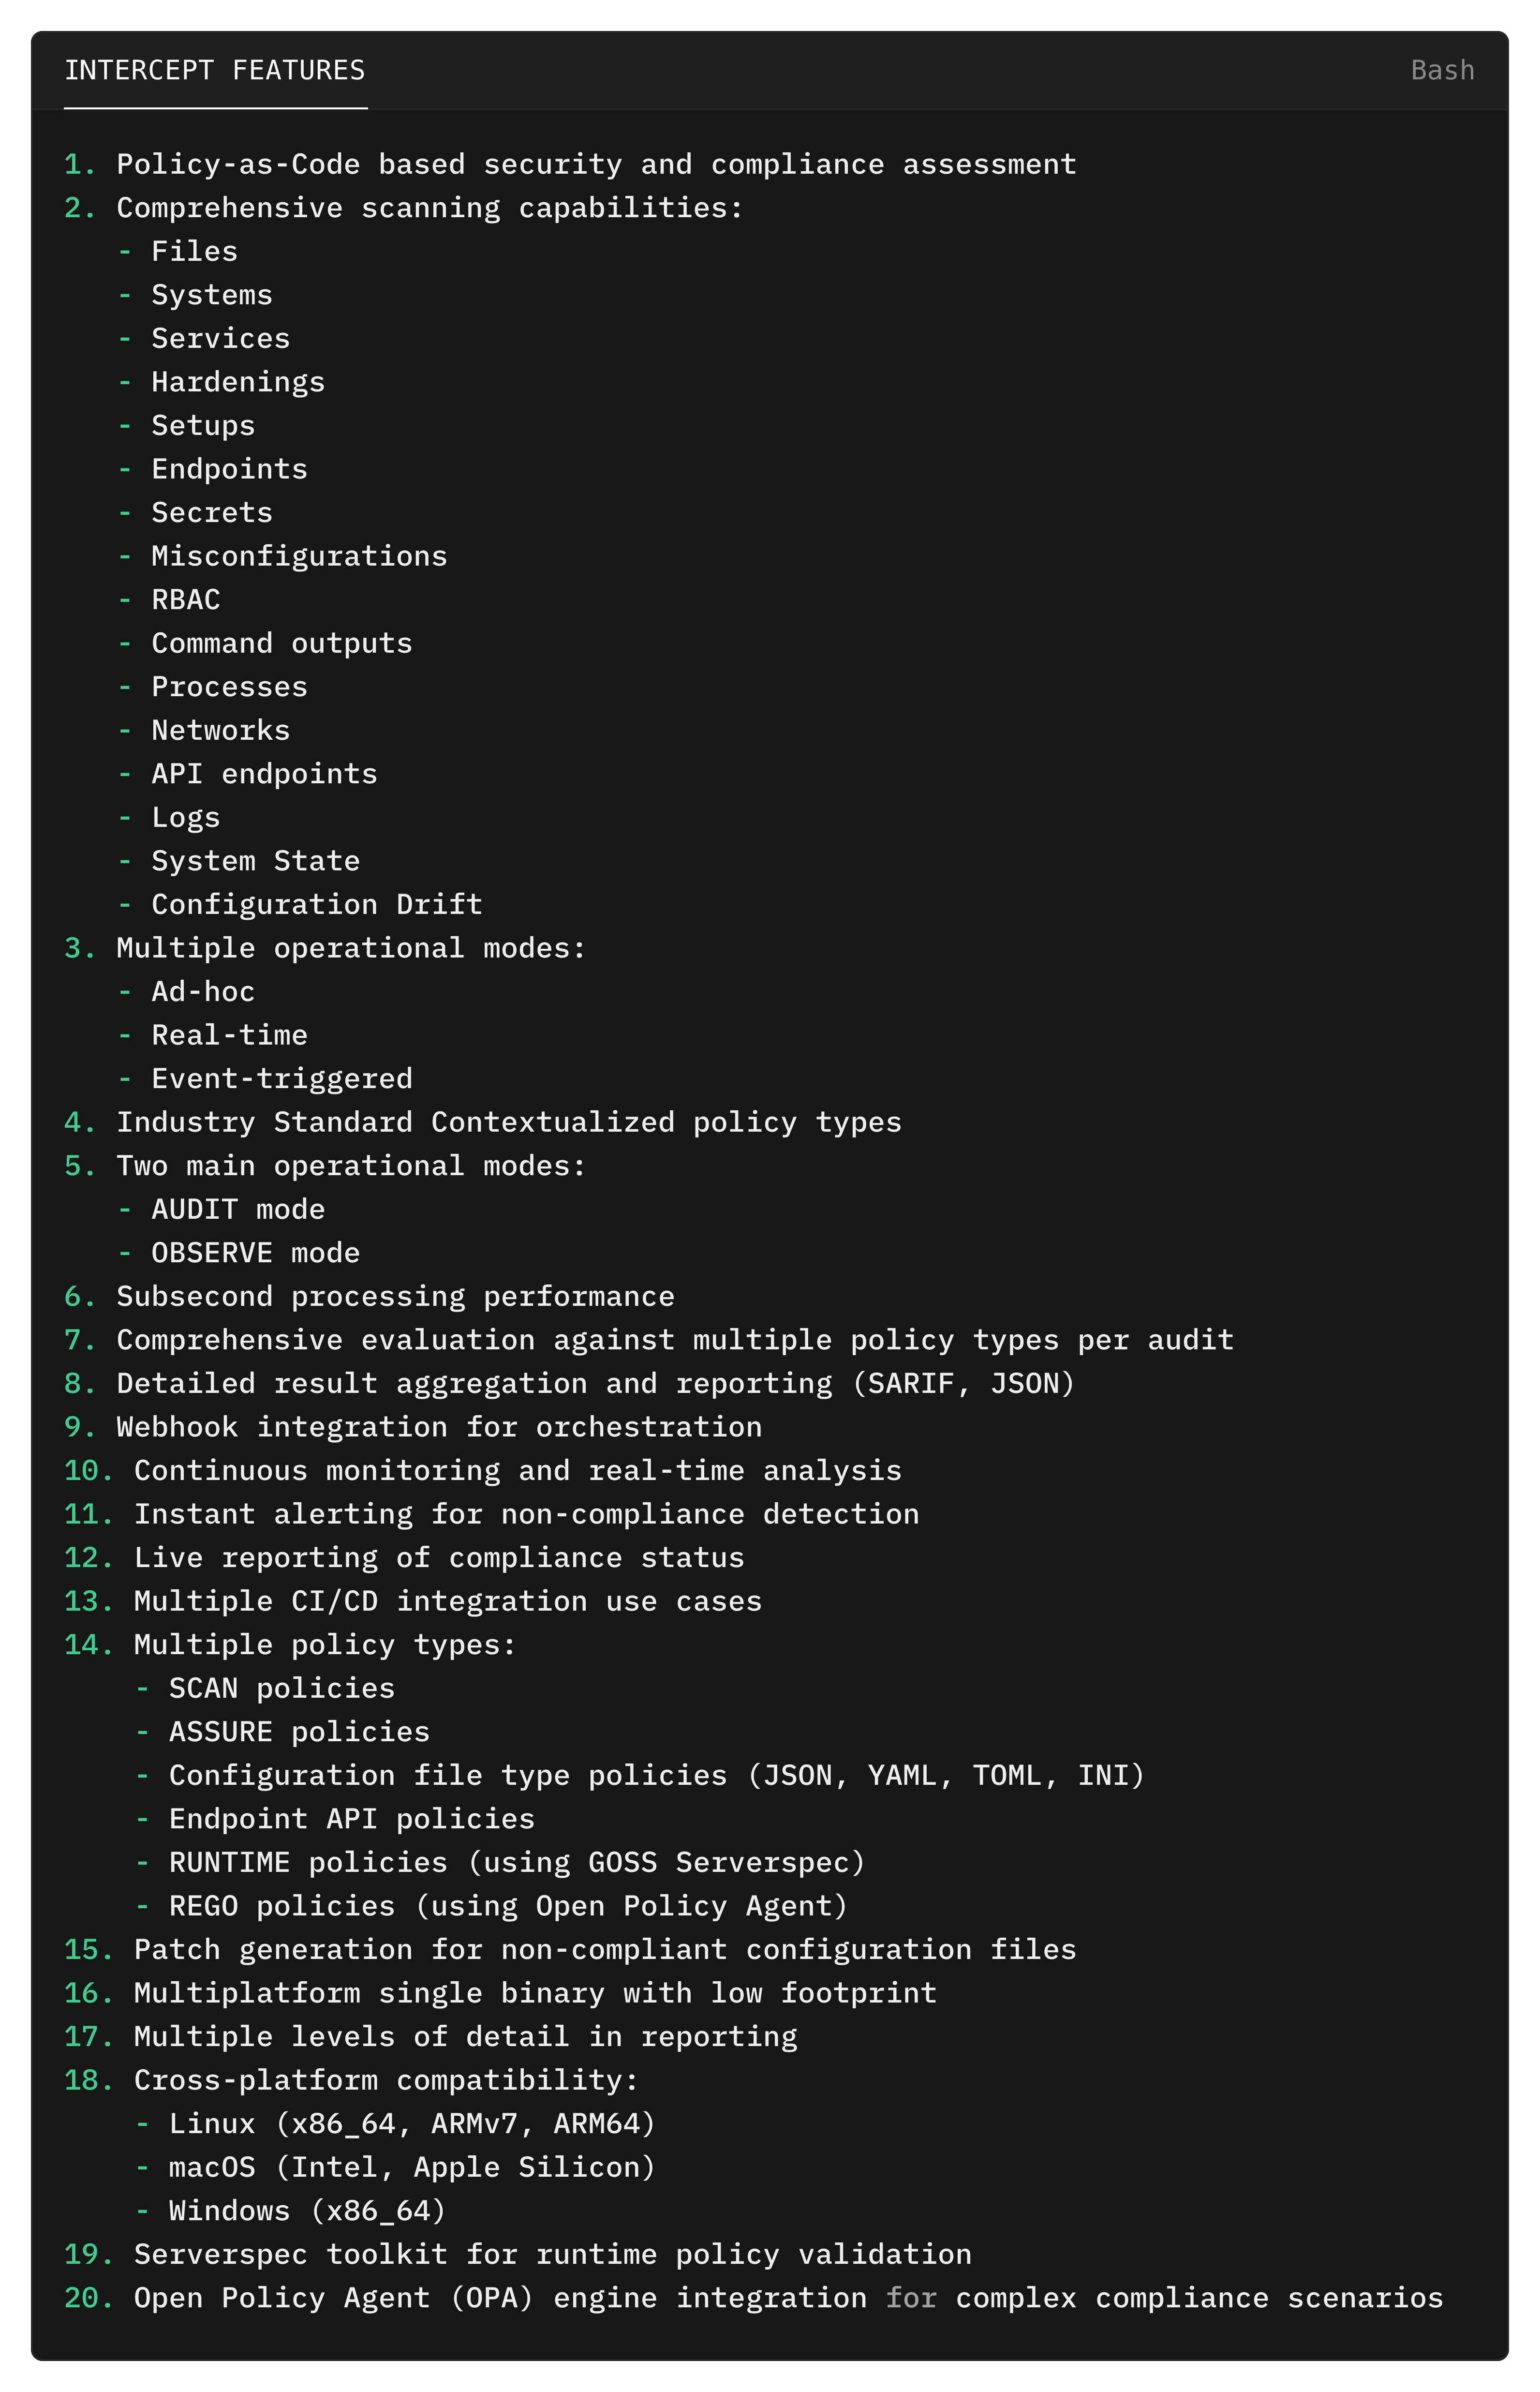 INTERCEPT FEATURES
Bash
1. Policy-as-Code based security and compliance assessment
2. Comprehensive scanning capabilities:
- Files
- Systems
- Services
- Hardenings
- Setups
- Endpoints
- Secrets
- Misconfigurations
- RBAC
- Command outputs
- Processes
- Networks
- API endpoints
- Logs
- System State
- Configuration Drift
3. Multiple operational modes:
- Ad-hoc
- Real-time
- Event-triggered
4. Industry Standard Contextualized policy types
5. Two main operational modes:
- AUDIT mode
- OBSERVE mode
6. Subsecond processing performance
7. Comprehensive evaluation against multiple policy types per audit
8. Detailed result aggregation and reporting (SARIF, JSON)
9. Webhook integration for orchestration
10. Continuous monitoring and real-time analysis
11. Instant alerting for non-compliance detection
12. Live reporting of compliance status
13. Multiple CI/CD integration use cases
14. Multiple policy types:
- SCAN policies
- ASSURE policies
- Configuration file type policies (JSON, YAML, TOML, INI)
- Endpoint API policies
- RUNTIME policies (using GOSS Serverspec)
- REGO policies (using Open Policy Agent)
15. Patch generation for non-compliant configuration files
16. Multiplatform single binary with low footprint
17. Multiple levels of detail in reporting
18. Cross-platform compatibility:
- Linux (x86_64, ARMv7, ARM64)
- macOS (Intel, Apple Silicon)
- Windows (x86_64)
19. Serverspec toolkit for runtime policy validation
20. Open Policy Agent (OPA) engine integration for complex compliance scenarios